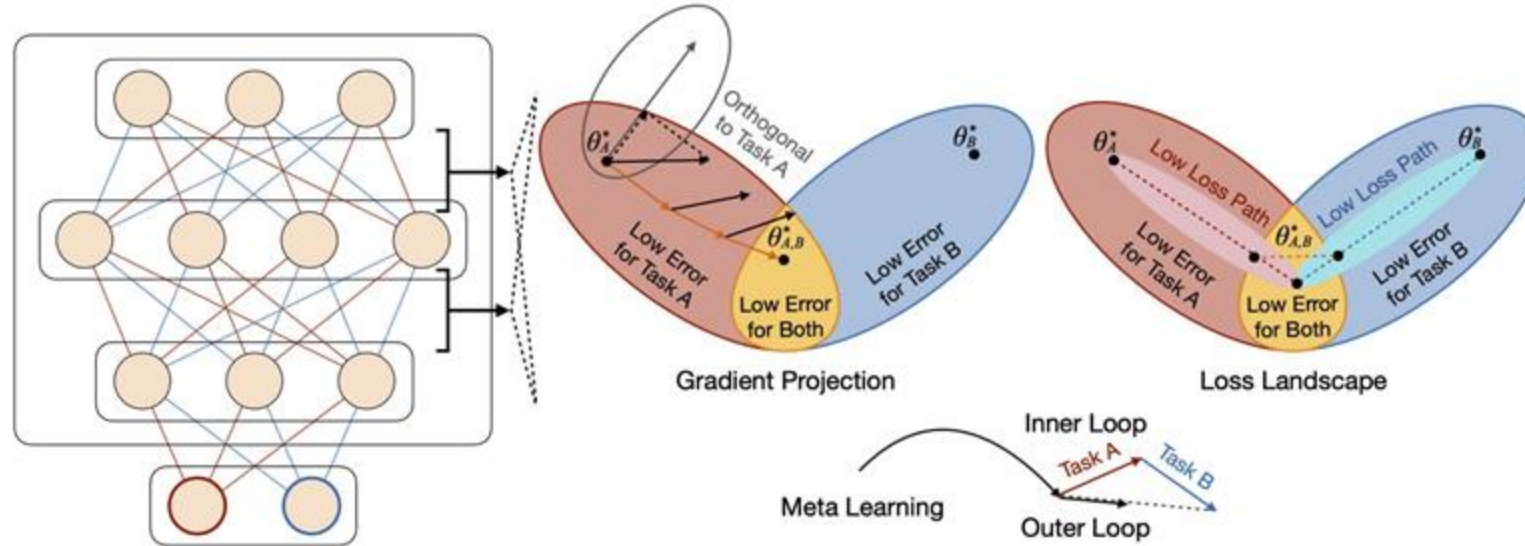 Orthogonal
to Task A
θ*A
Low Error
for Task A
θ*A,B
Low Error
for Both
θ*B
Low Error
for Task B
Gradient Projection
θ*A
Low Loss Path
Low Error
for Task A
θ*A,B
Low Error
for Both
Low Loss Path
θ*B
Low Error
for Task B
Loss Landscape
Meta Learning
Inner Loop
Task A
Task B
Outer Loop